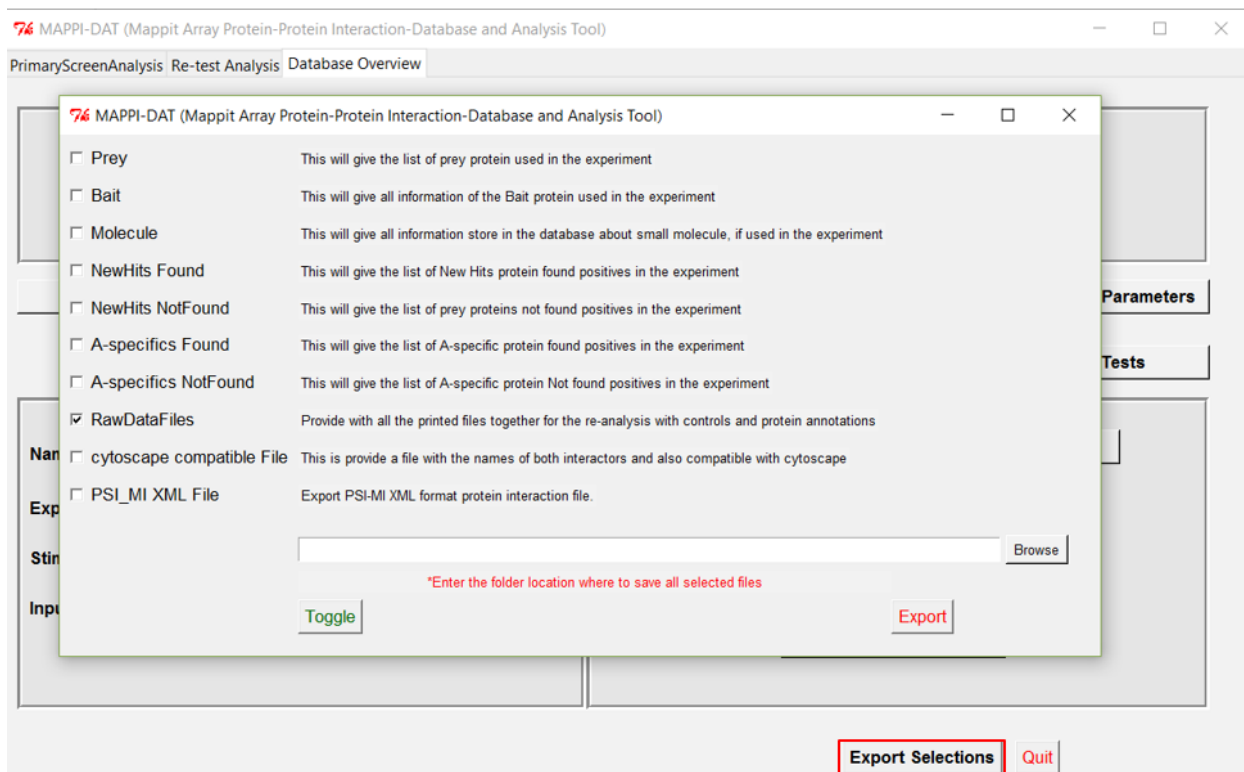 MAPPI-DAT (Mappit Array Protein-Protein Interaction-Database and Analysis Tool)
PrimaryScreenAnalysis Re-test Analysis Database Overview
MAPPI-DAT (Mappit Array Protein-Protein Interaction-Database and Analysis Tool)
Prey This will give the list of prey protein used in the experiment
Bait This will give all information of the Bait protein used in the experiment
Molecule This will give all information store in the database about small molecule, if used in the experiment
NewHits Found This will give the list of New Hits protein found positives in the experiment
NewHits NotFound This will give the list of prey proteins not found positives in the experiment
Parameters
A-specifics Found This will give the list of A-specific protein found positives in the experiment
Tests
A-specifics NotFound This will give the list of A-specific protein Not found positives in the experiment
RawDataFiles Provide with all the printed files together for the re-analysis with controls and protein annotations
cytoscape compatible File This is provide a file with the names of both interactors and also compatible with cytoscape
PSI_MI XML File Export PSI-MI XML format protein interaction file.
Exp
Browse
*Enter the folder location where to save all selected files
Toggle Export
Export Selections Quit